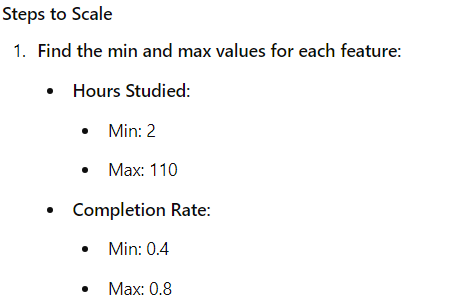 Steps to Scale
1. Find the min and max values for each feature:
• Hours Studied:
• Min: 2
• Max: 110
• Completion Rate:
• Min: 0.4
• Max: 0.8